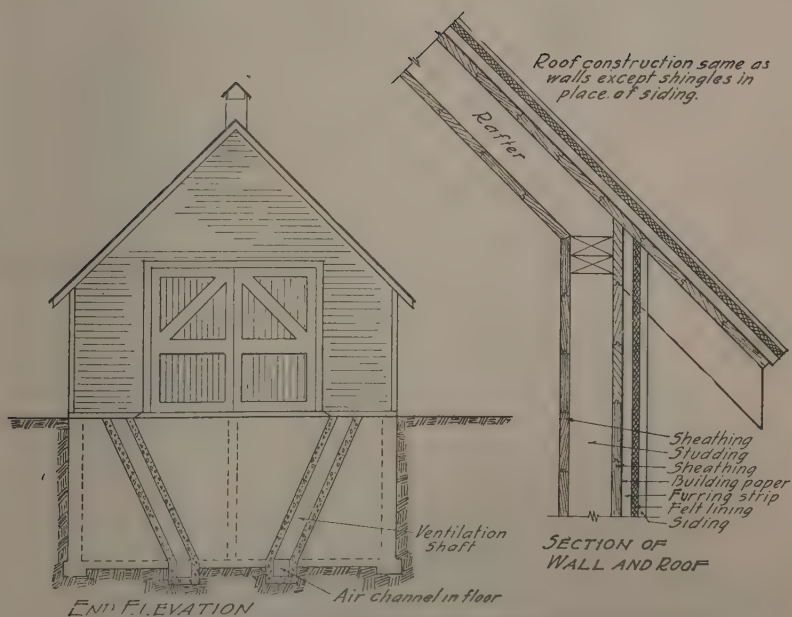 Roof construction same as
walls except shingles in
place of siding.
Rafter
Sheathing
Studding
Sheathing
Building paper
Furring strip
Felt lining
Siding
Ventilation
shaft
SECTION OF
WALL AND ROOF
Air channel in floor
END ELEVATION